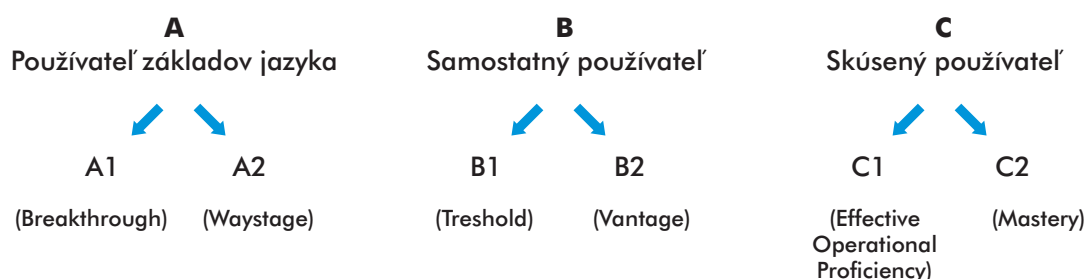 A
Používateľ základov jazyka
B
Samostatný používateľ
C
Skúsený používateľ
A1
A2
B1
B2
C1
C2
(Breakthrough)
(Waystage)
(Treshold)
(Vantage)
(Effective
Operational
Proficiency)
(Mastery)